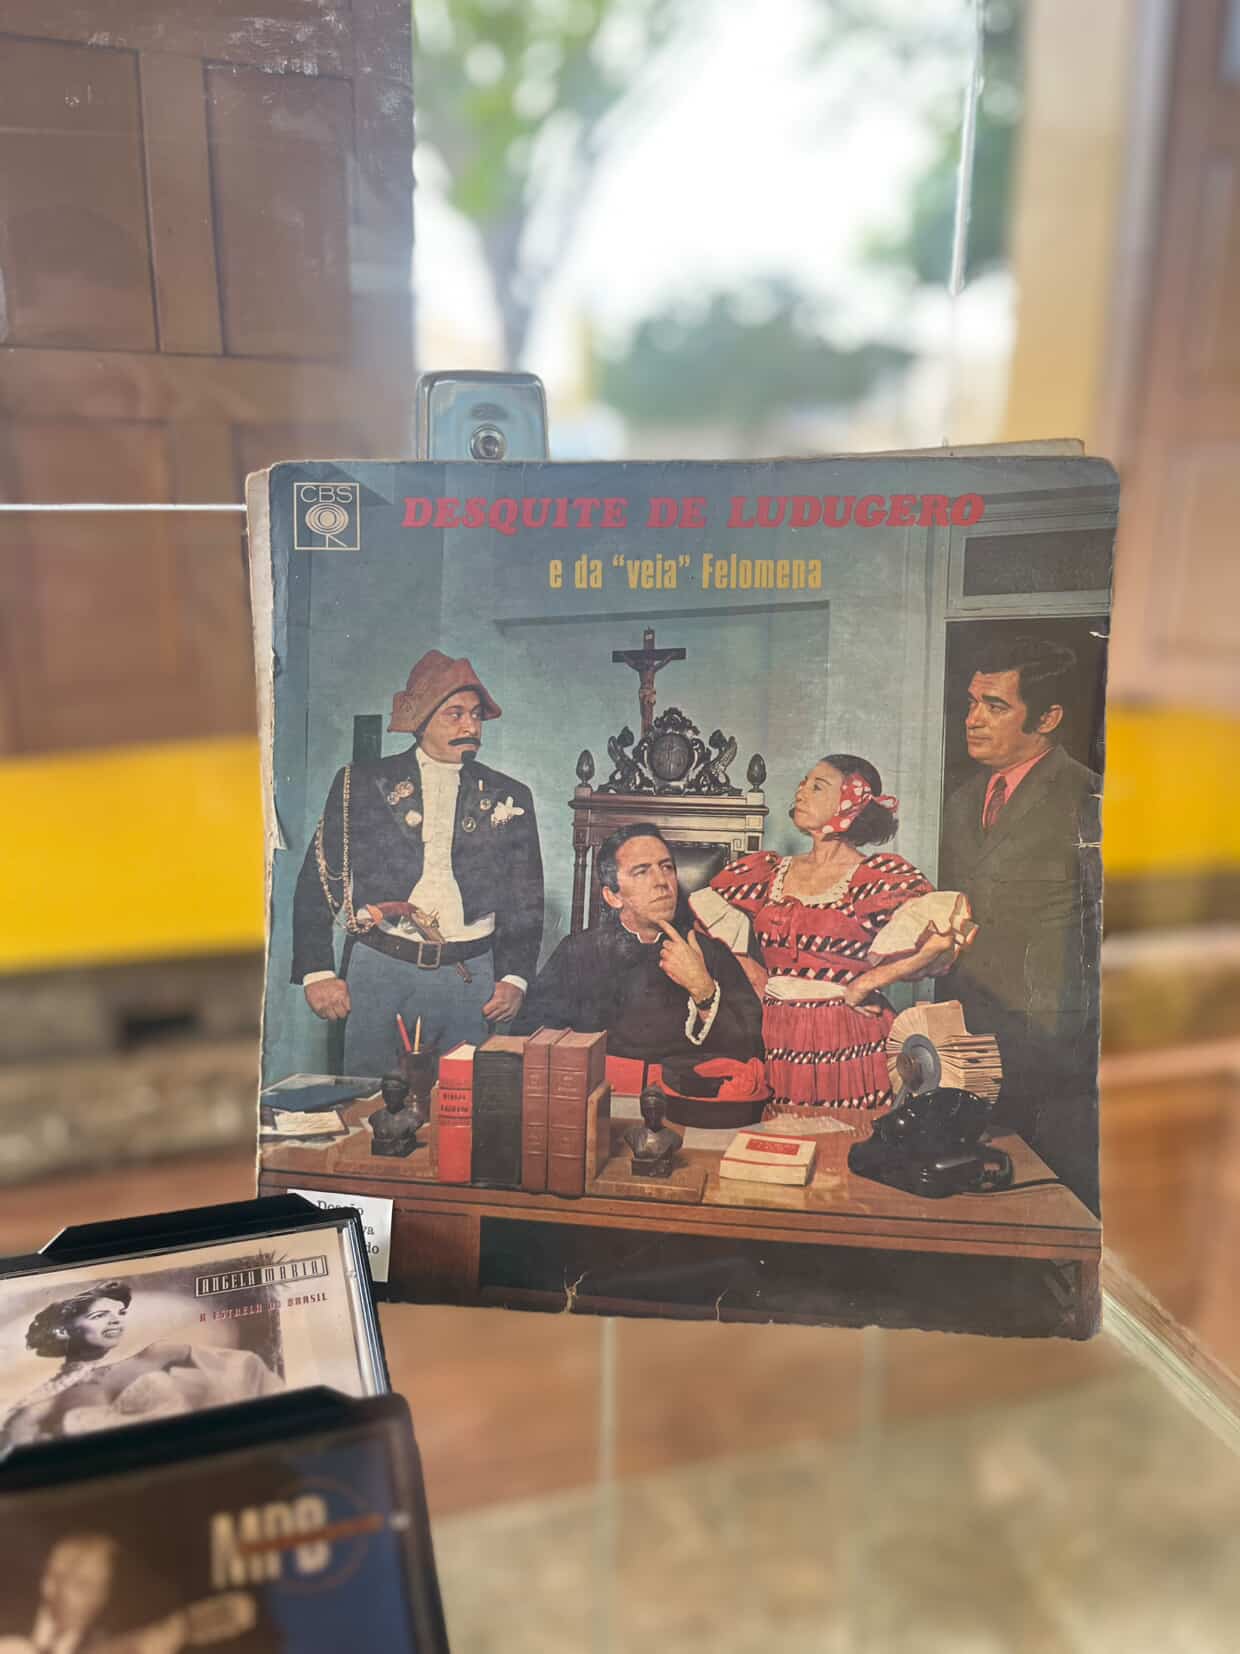 CBS
DESQUITE DE LUDUGERO
e da "veia" Felomena
ANGELA MARIA
A ESTRELA DO BRASIL
MPB